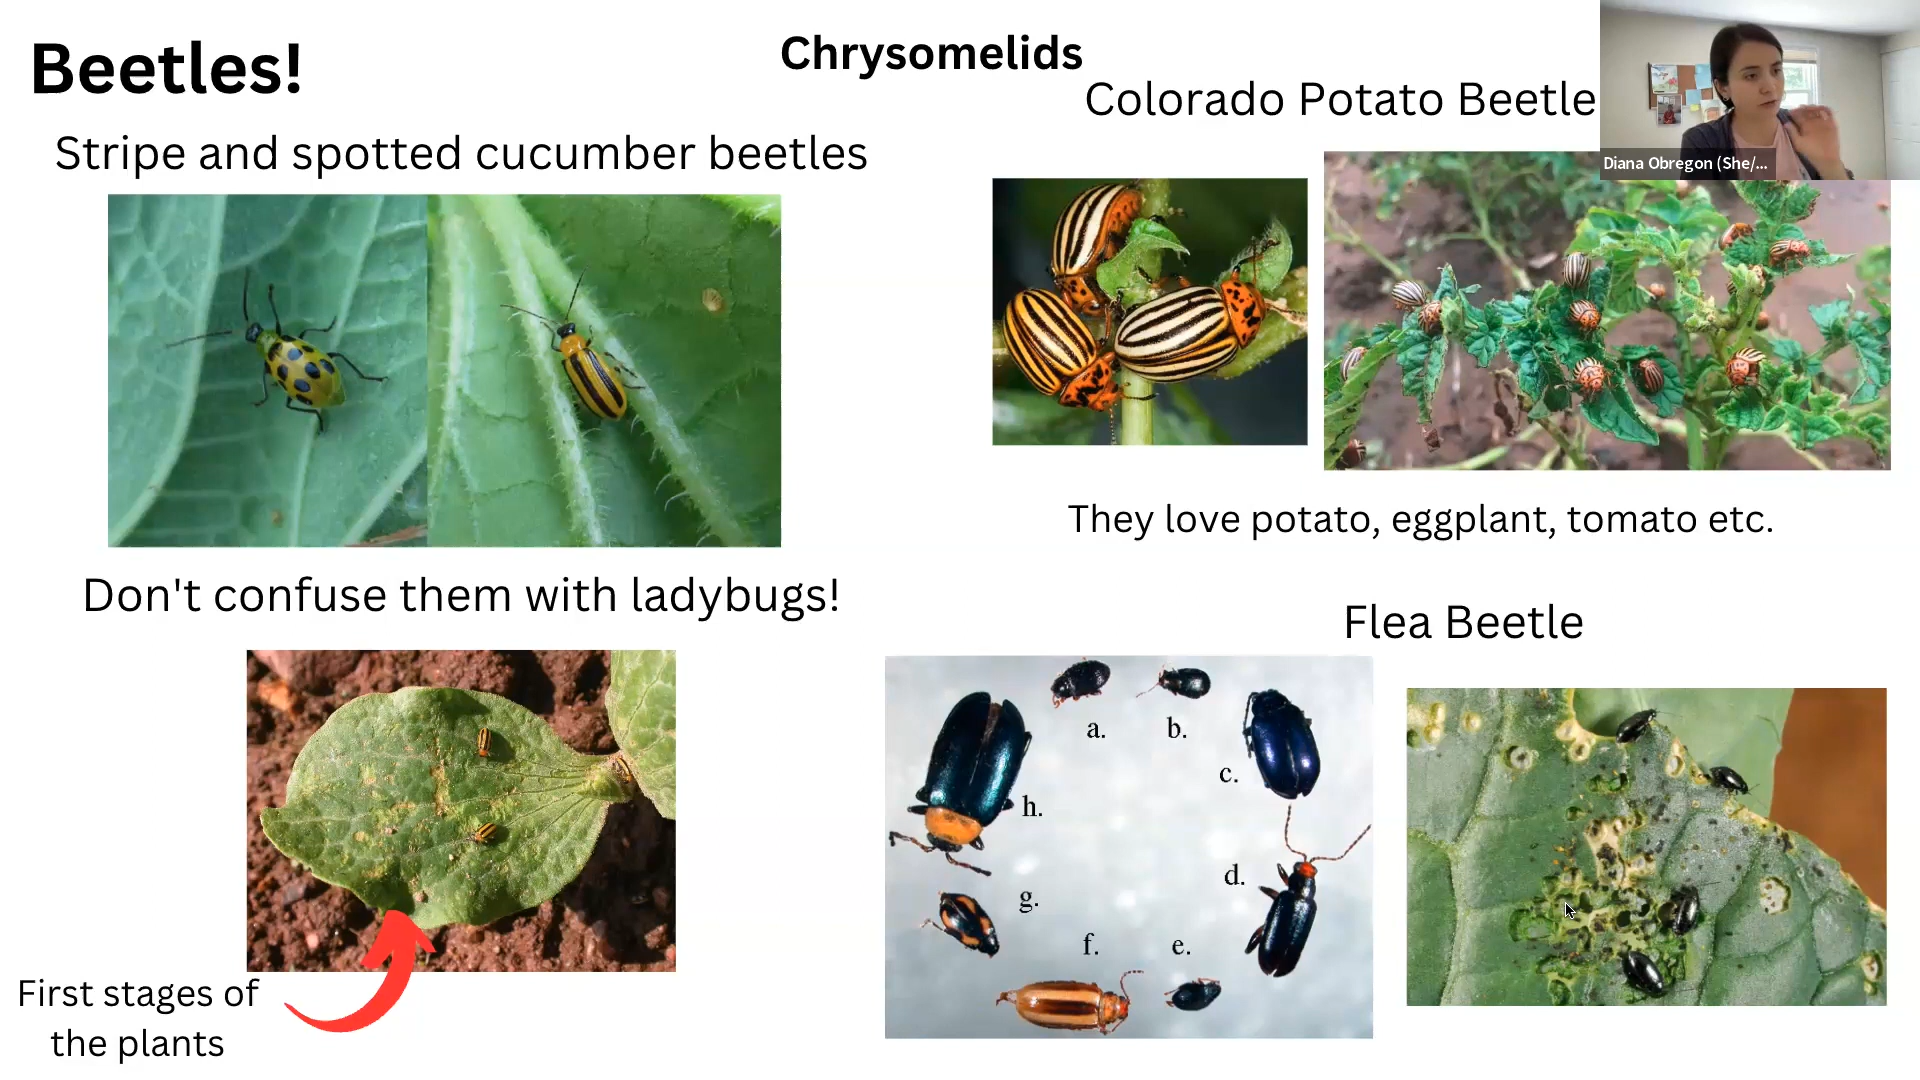 Beetles!
Chrysomelids
Colorado Potato Beetle
Diana Obregon (She/...
Stripe and spotted cucumber beetles
They love potato, eggplant, tomato etc.
Don't confuse them with ladybugs!
Flea Beetle
a.
b.
c.
h.
d.
g.
f.
e.
First stages of
the plants